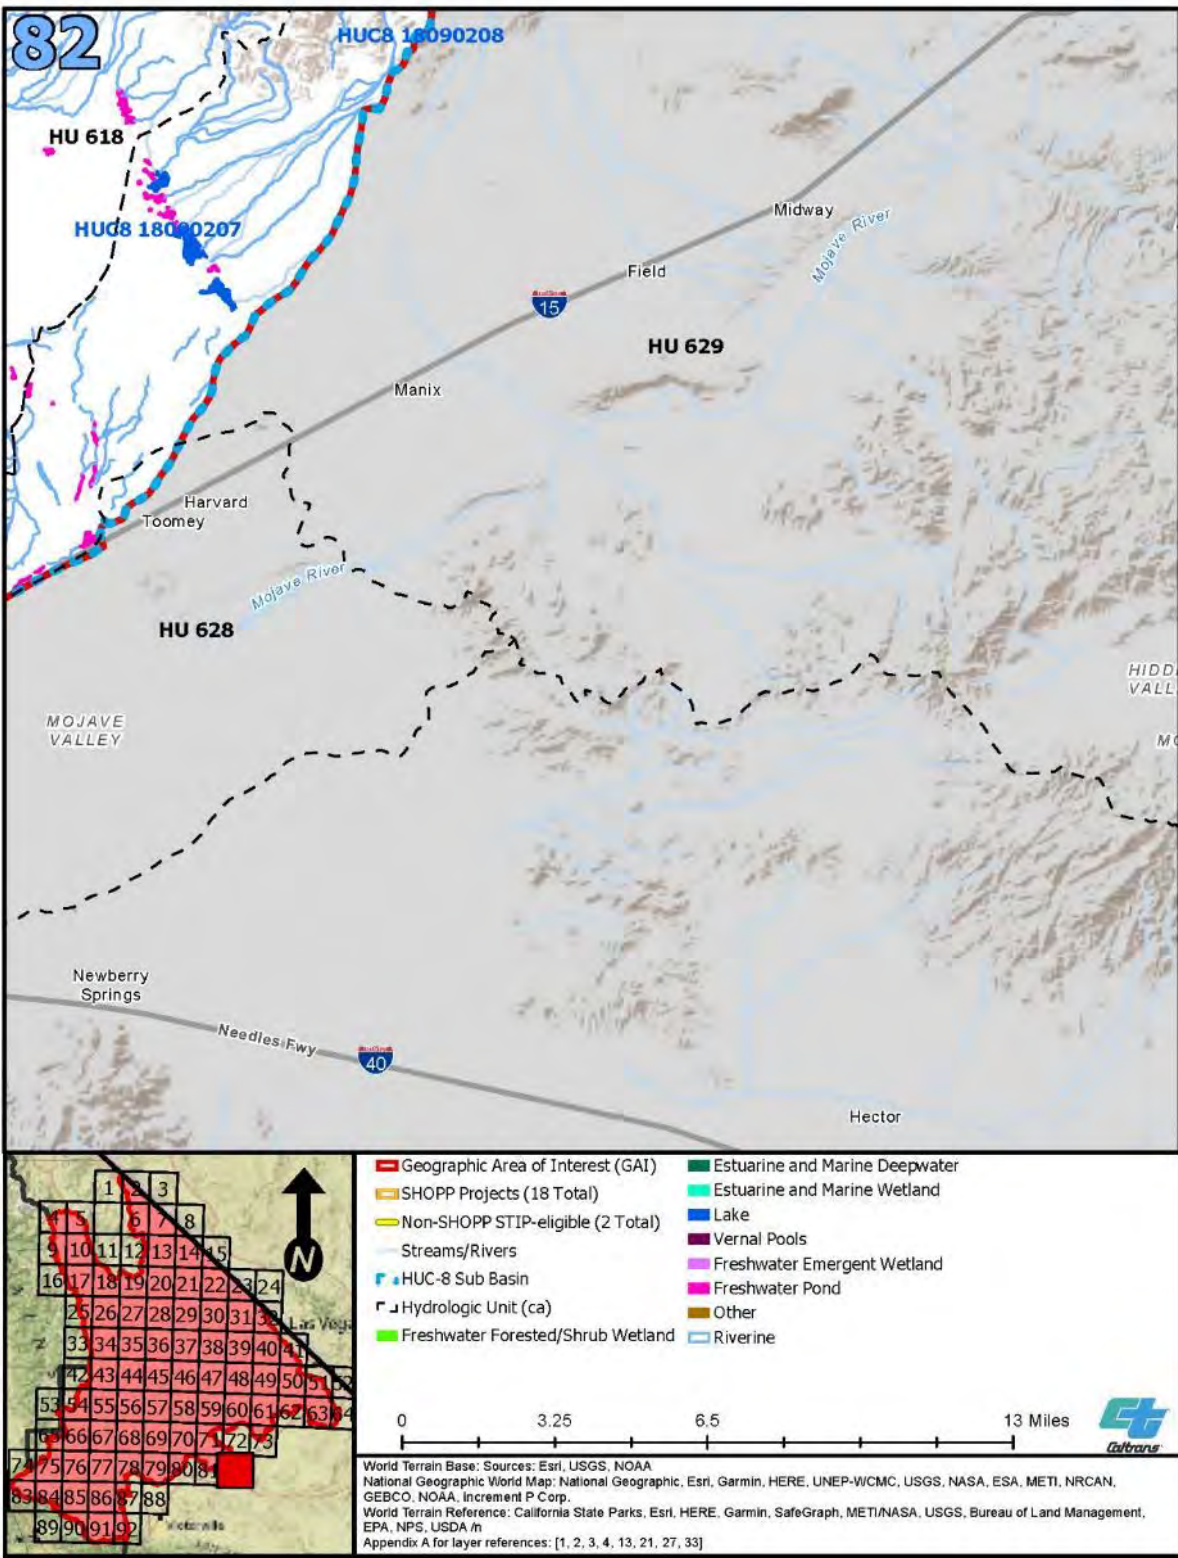 82
HUC8 18090208
HU 618
HUC8 18090207
Midway
Mojave River
Field
15
HU 629
Manix
Harvard
Toomey
Mojave River
HU 628
MOJAVE
VALLEY
HIDD
VALL
Newberry
Springs
Needles Fwy
40
Hector
1 2 3
4 5 6 7 8
9 10 11 12 13 14 15
16 17 18 19 20 21 22 23 24
25 26 27 28 29 30 31 32
Las Vega
33 34 35 36 37 38 39 40 41
42 43 44 45 46 47 48 49 50 51 52
53 54 55 56 57 58 59 60 61 62 63 64
65 66 67 68 69 70 71 72 73
74 75 76 77 78 79 80 81
83 84 85 86 87 88
89 90 91 92
Victorville
N
Geographic Area of Interest (GAI)
SHOPP Projects (18 Total)
Non-SHOPP STIP-eligible (2 Total)
Streams/Rivers
HUC-8 Sub Basin
Hydrologic Unit (ca)
Freshwater Forested/Shrub Wetland
Estuarine and Marine Deepwater
Estuarine and Marine Wetland
Lake
Vernal Pools
Freshwater Emergent Wetland
Freshwater Pond
Other
Riverine
0 3.25 6.5 13 Miles
Caltrans
World Terrain Base: Sources: Esri, USGS, NOAA
National Geographic World Map: National Geographic, Esri, Garmin, HERE, UNEP-WCMC, USGS, NASA, ESA, METI, NRCAN,
GEBCO, NOAA, Increment P Corp.
World Terrain Reference: California State Parks, Esri, HERE, Garmin, SafeGraph, METI/NASA, USGS, Bureau of Land Management,
EPA, NPS, USDA /n
Appendix A for layer references: [1, 2, 3, 4, 13, 21, 27, 33]